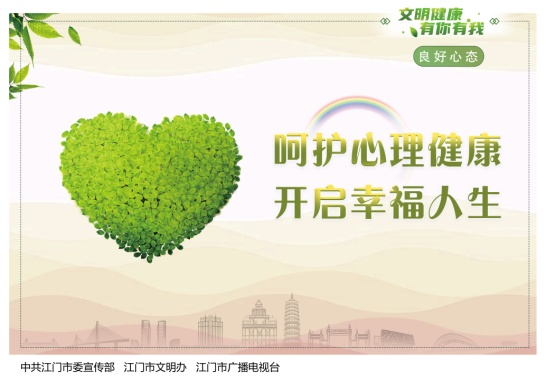 文明健康
有你有我
良好心态
呵护心理健康
开启幸福人生
中共江门市委宣传部 江门市文明办 江门市广播电视台